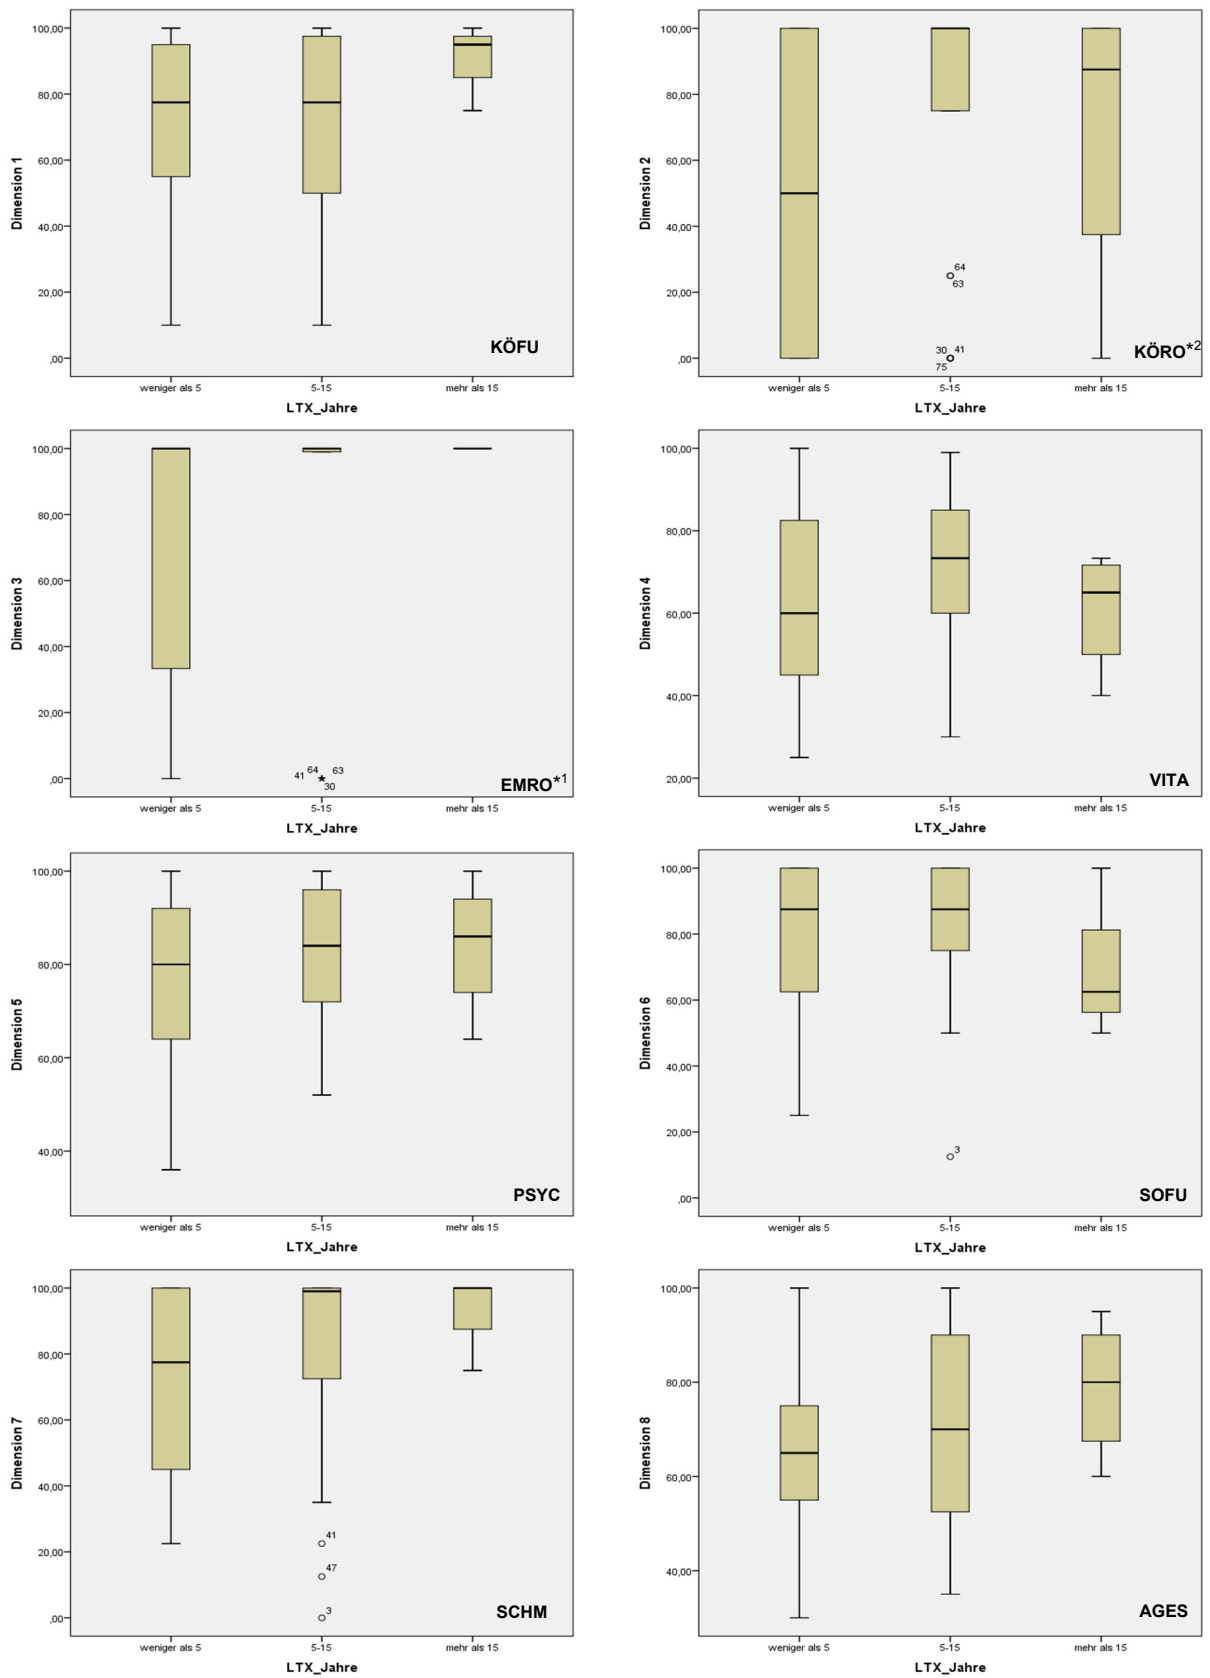 Dimension 1
100,00
80,00
60,00
40,00
20,00
,00
KÖFU
weniger als 5
5-15
mehr als 15
LTX_Jahre
Dimension 2
100,00
80,00
60,00
40,00
20,00
,00
64
63
30 41
75
KÖRO*2
weniger als 5
5-15
mehr als 15
LTX_Jahre
Dimension 3
100,00
80,00
60,00
40,00
20,00
,00
41 64 63
30
EMRO*1
weniger als 5
5-15
mehr als 15
LTX_Jahre
Dimension 4
100,00
80,00
60,00
40,00
20,00
VITA
weniger als 5
5-15
mehr als 15
LTX_Jahre
Dimension 5
100,00
80,00
60,00
40,00
PSYC
weniger als 5
5-15
mehr als 15
LTX_Jahre
Dimension 6
100,00
80,00
60,00
40,00
20,00
,00
3
SOFU
weniger als 5
5-15
mehr als 15
LTX_Jahre
Dimension 7
100,00
80,00
60,00
40,00
20,00
,00
41
47
3
SCHM
weniger als 5
5-15
mehr als 15
LTX_Jahre
Dimension 8
100,00
80,00
60,00
40,00
AGES
weniger als 5
5-15
mehr als 15
LTX_Jahre